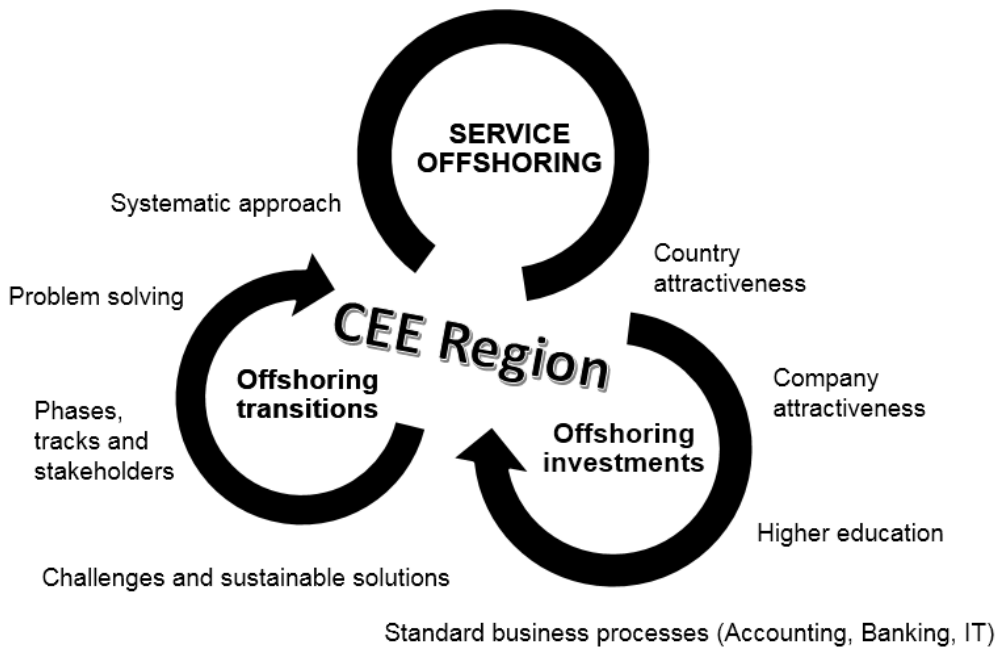 SERVICE
OFFSHORING
Systematic approach
Country
attractiveness
Problem solving
CEE Region
Offshoring
transitions
Company
attractiveness
Phases,
tracks and
stakeholders
Offshoring
investments
Higher education
Challenges and sustainable solutions
Standard business processes (Accounting, Banking, IT)